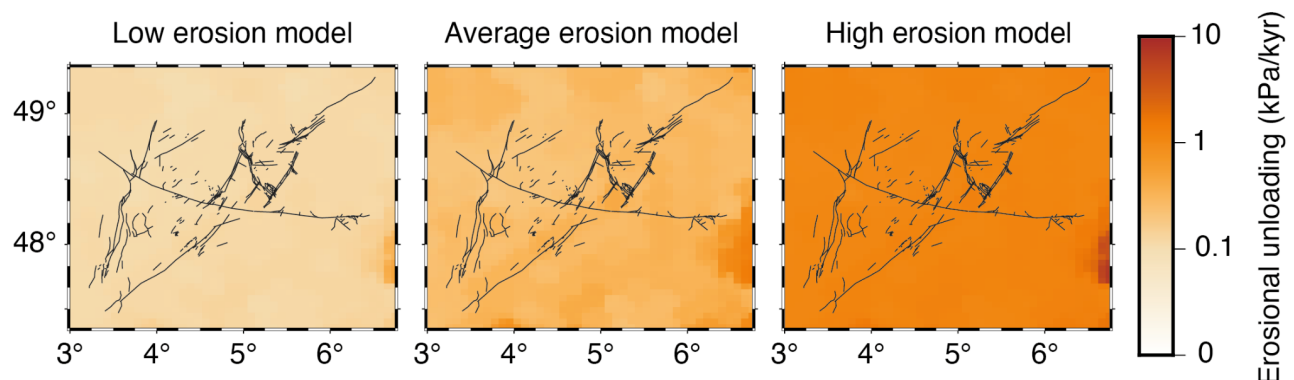 Low erosion model
Average erosion model
High erosion model
49°
48°
3° 4° 5° 6°
3° 4° 5° 6°
3° 4° 5° 6°
10
1
0.1
0
Erosional unloading (kPa/kyr)